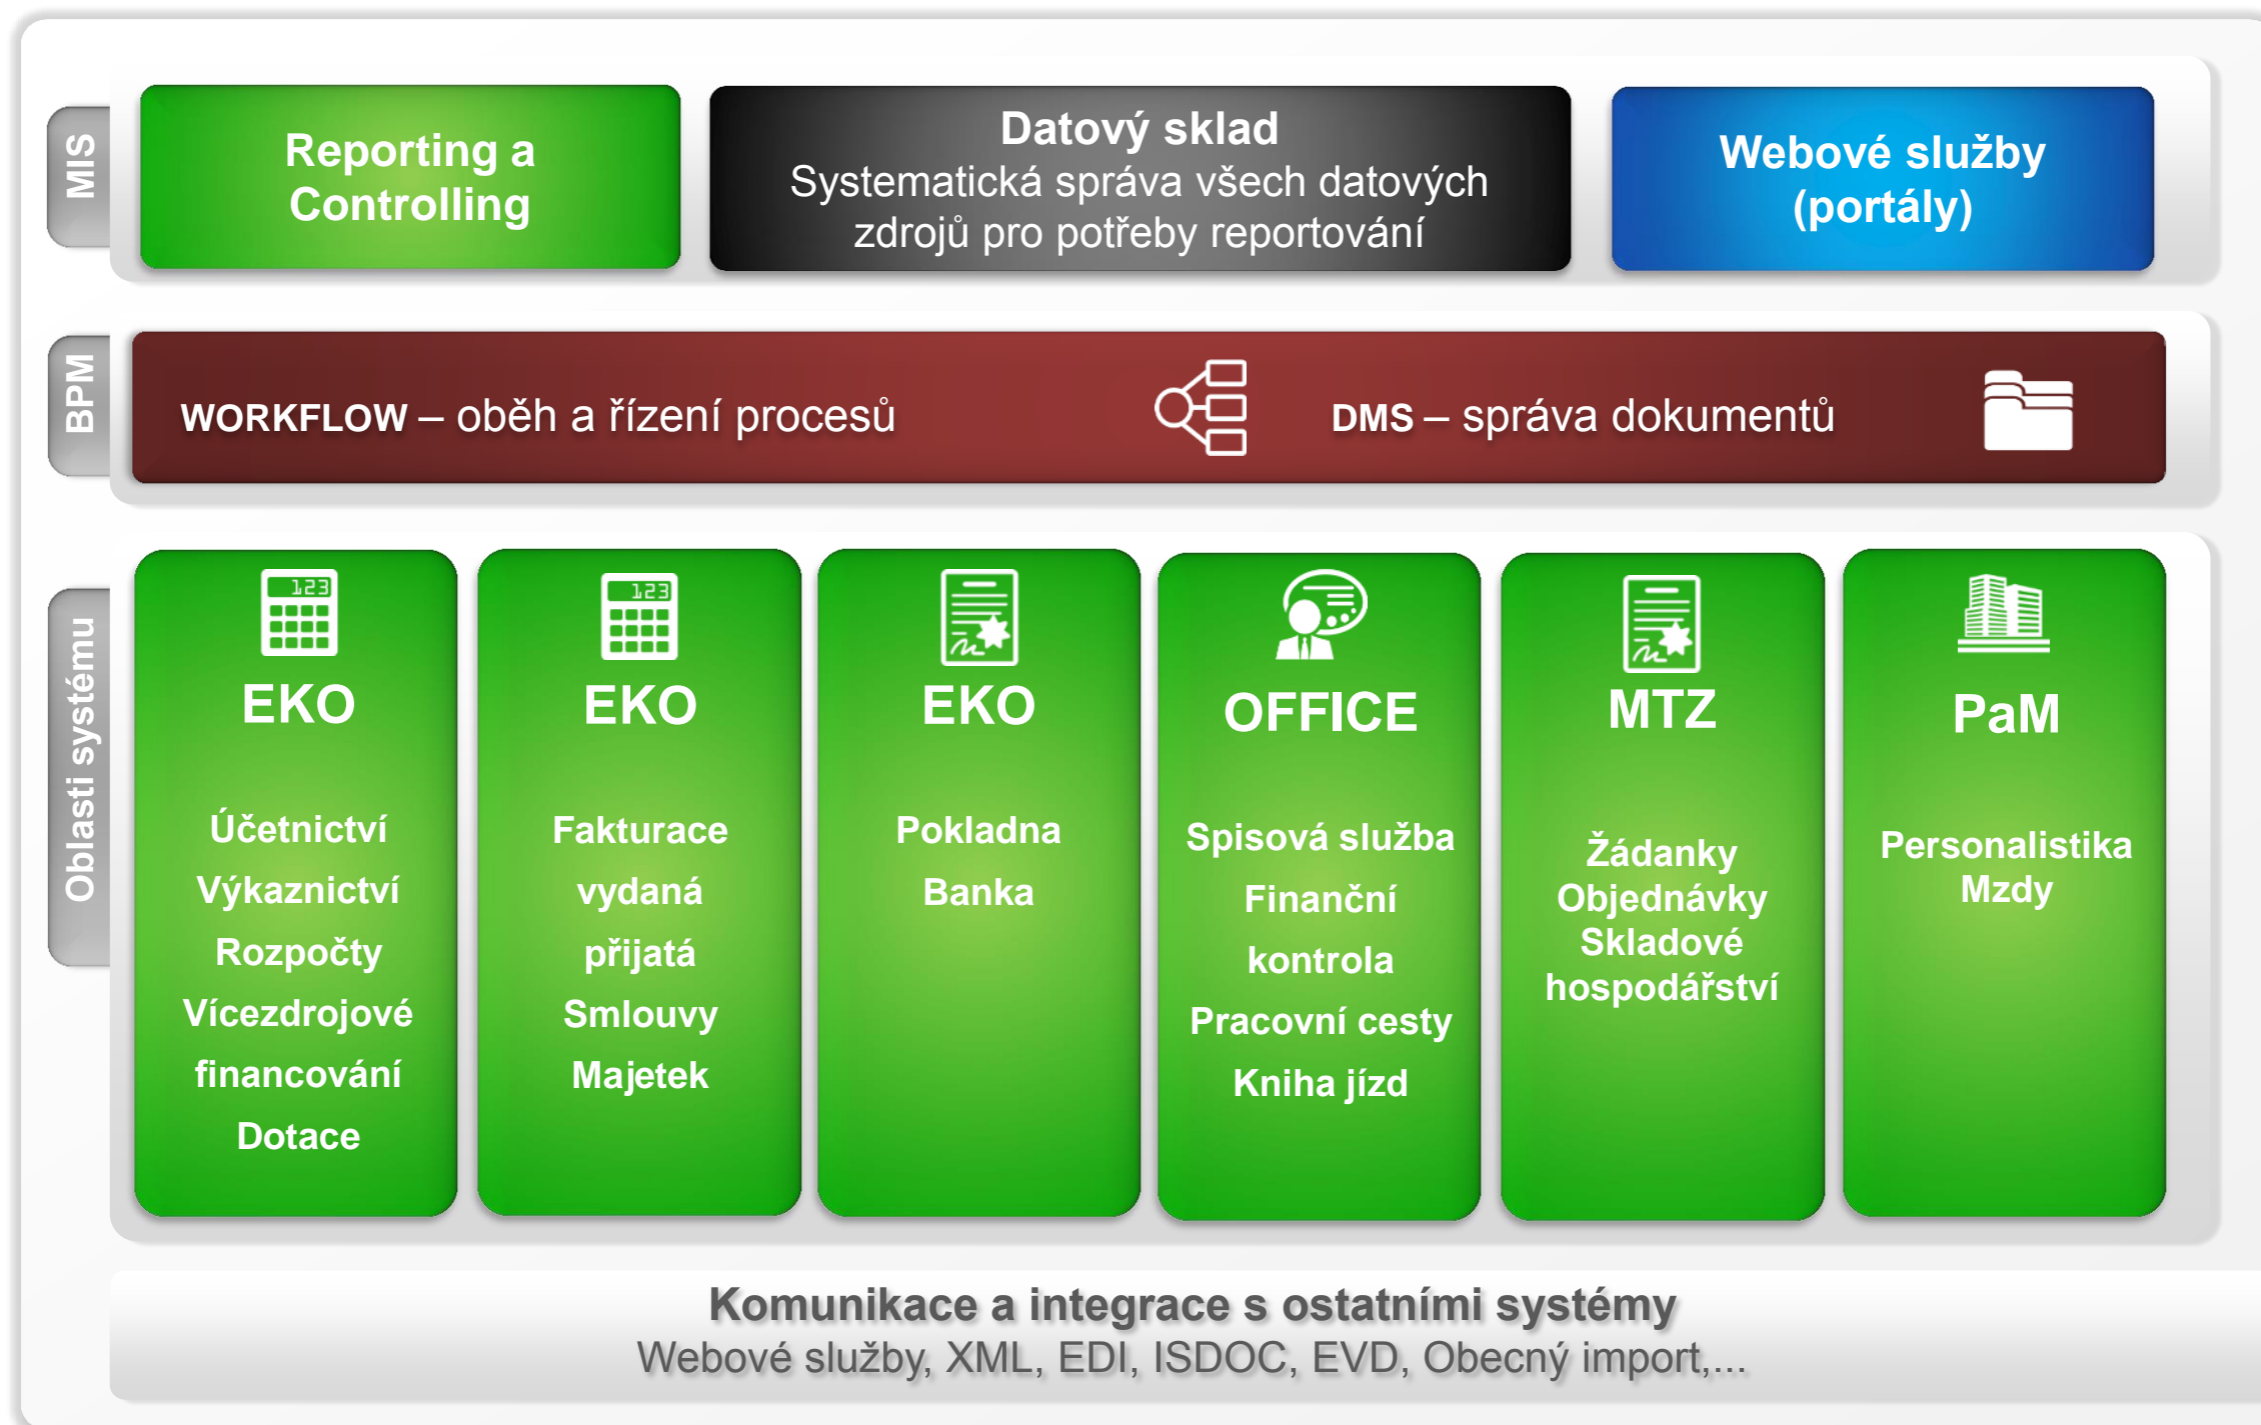 MIS
Reporting a
Controlling
Datový sklad
Systematická správa všech datových
zdrojů pro potřeby reportování
Webové služby
(portály)
BPM
WORKFLOW – oběh a řízení procesů
DMS – správa dokumentů
Oblasti systému
123
EKO
Účetnictví
Výkaznictví
Rozpočty
Vícezdrojové
financování
Dotace
123
EKO
Fakturace
vydaná
přijatá
Smlouvy
Majetek
EKO
Pokladna
Banka
OFFICE
Spisová služba
Finanční
kontrola
Pracovní cesty
Kniha jízd
MTZ
Žádanky
Objednávky
Skladové
hospodářství
PaM
Personalistika
Mzdy
Komunikace a integrace s ostatními systémy
Webové služby, XML, EDI, ISDOC, EVD, Obecný import,...